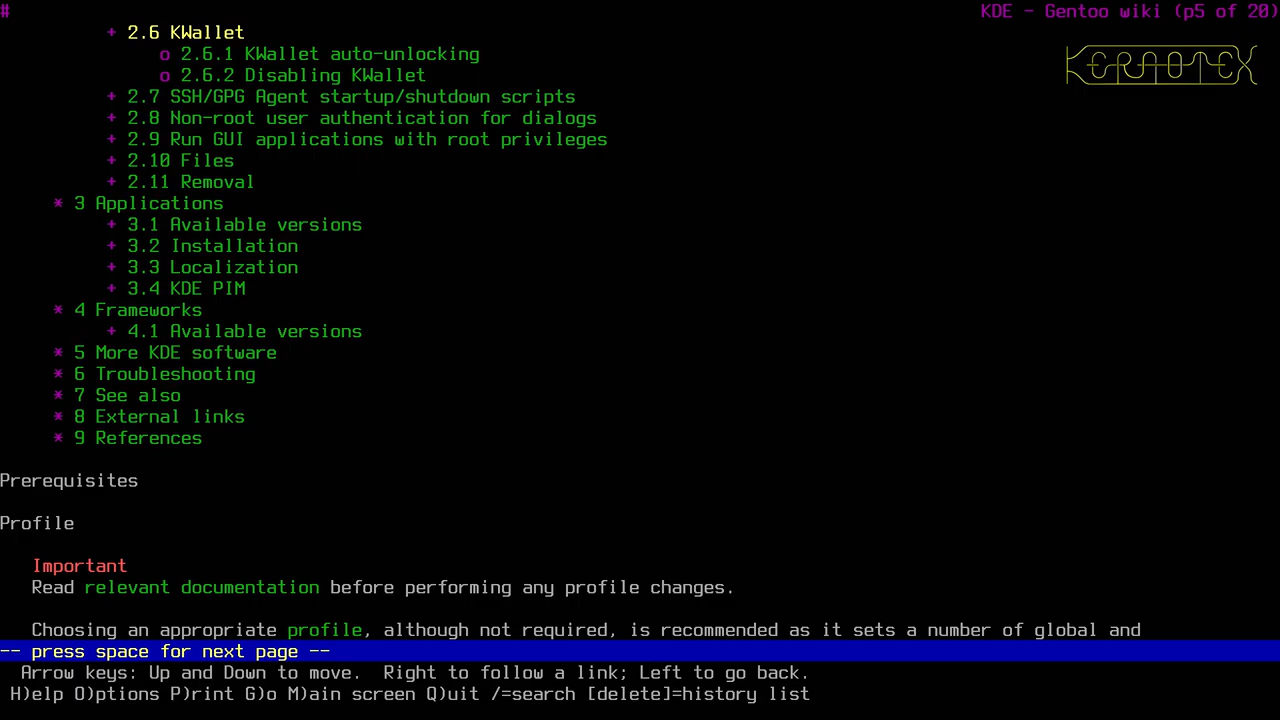 #
KDE - Gentoo wiki (p5 of 20)
+ 2.6 KWallet
o 2.6.1 KWallet auto-unlocking
o 2.6.2 Disabling KWallet
+ 2.7 SSH/GPG Agent startup/shutdown scripts
+ 2.8 Non-root user authentication for dialogs
+ 2.9 Run GUI applications with root privileges
+ 2.10 Files
+ 2.11 Removal
* 3 Applications
+ 3.1 Available versions
+ 3.2 Installation
+ 3.3 Localization
+ 3.4 KDE PIM
* 4 Frameworks
+ 4.1 Available versions
* 5 More KDE software
* 6 Troubleshooting
* 7 See also
* 8 External links
* 9 References
Prerequisites
Profile
Important
Read relevant documentation before performing any profile changes.
Choosing an appropriate profile, although not required, is recommended as it sets a number of global and
-- press space for next page --
Arrow keys: Up and Down to move.  Right to follow a link; Left to go back.
H)elp O)ptions P)rint G)o M)ain screen Q)uit /=search [delete]=history list